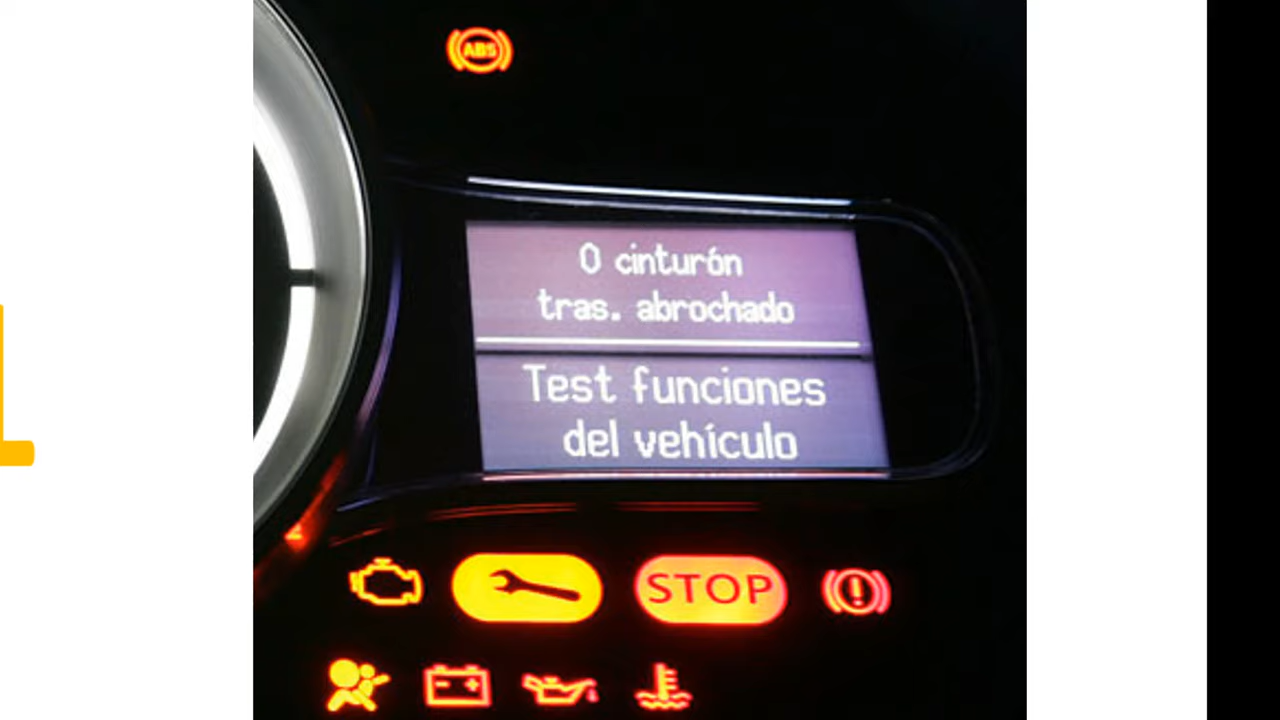 ABS
0 cinturón
tras. abrochado
Test funciones
del vehículo
STOP